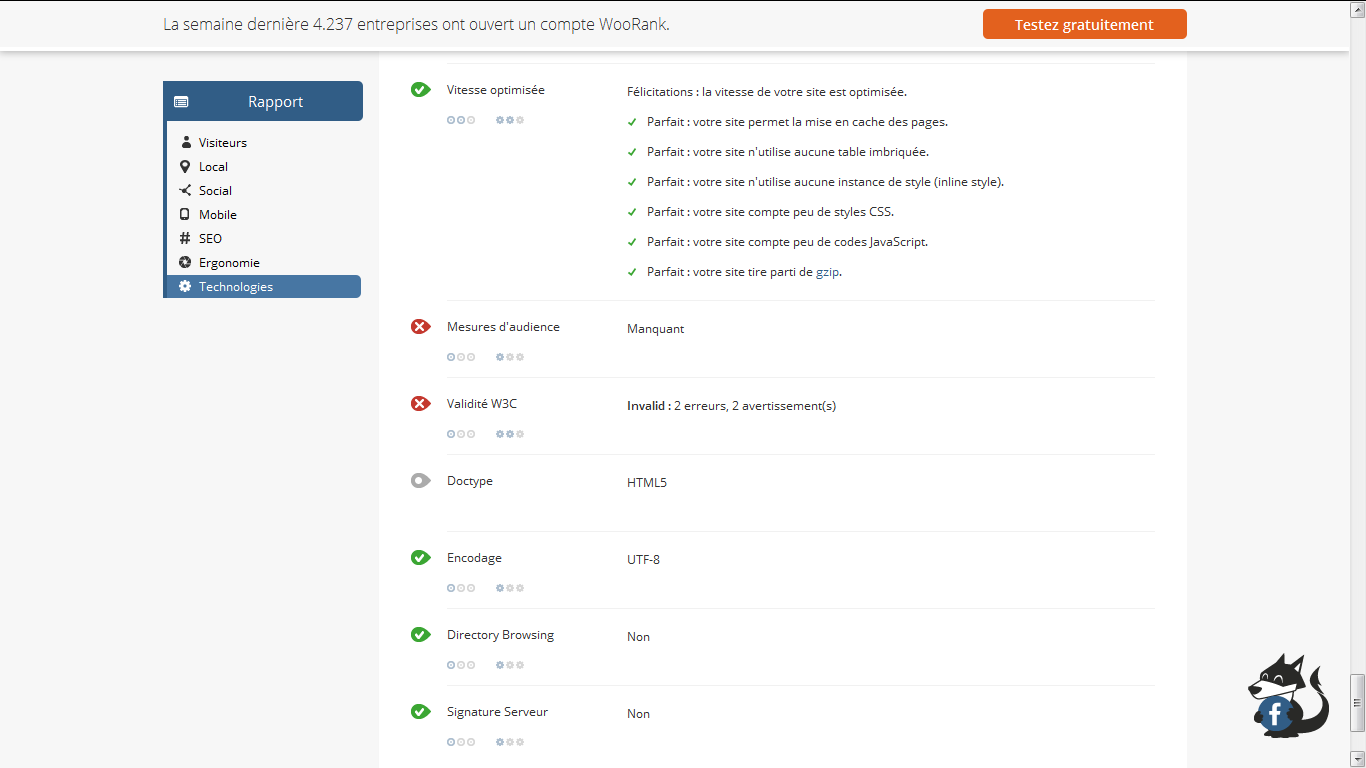 La semaine dernière 4.237 entreprises ont ouvert un compte WooRank.
Testez gratuitement
Rapport
Visiteurs
Local
Social
Mobile
SEO
Ergonomie
Technologies
Vitesse optimisée
Félicitations : la vitesse de votre site est optimisée.
Parfait : votre site permet la mise en cache des pages.
Parfait : votre site n'utilise aucune table imbriquée.
Parfait : votre site n'utilise aucune instance de style (inline style).
Parfait : votre site compte peu de styles CSS.
Parfait : votre site compte peu de codes JavaScript.
Parfait : votre site tire parti de gzip.
Mesures d'audience
Manquant
Validité W3C
Invalid : 2 erreurs, 2 avertissement(s)
Doctype
HTML5
Encodage
UTF-8
Directory Browsing
Non
Signature Serveur
Non
f